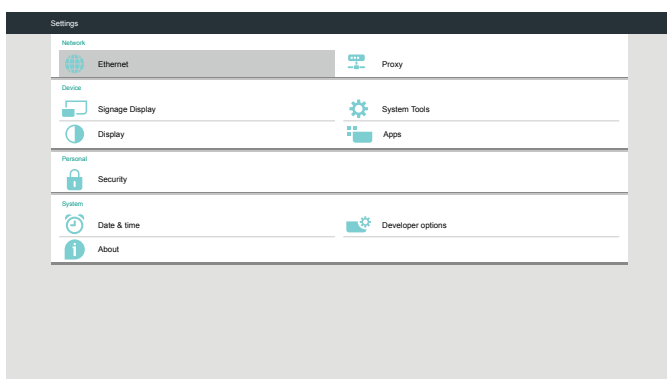 Settings
Network
Ethernet
Proxy
Device
Signage Display
System Tools
Display
Apps
Personal
Security
System
Date & time
Developer options
About